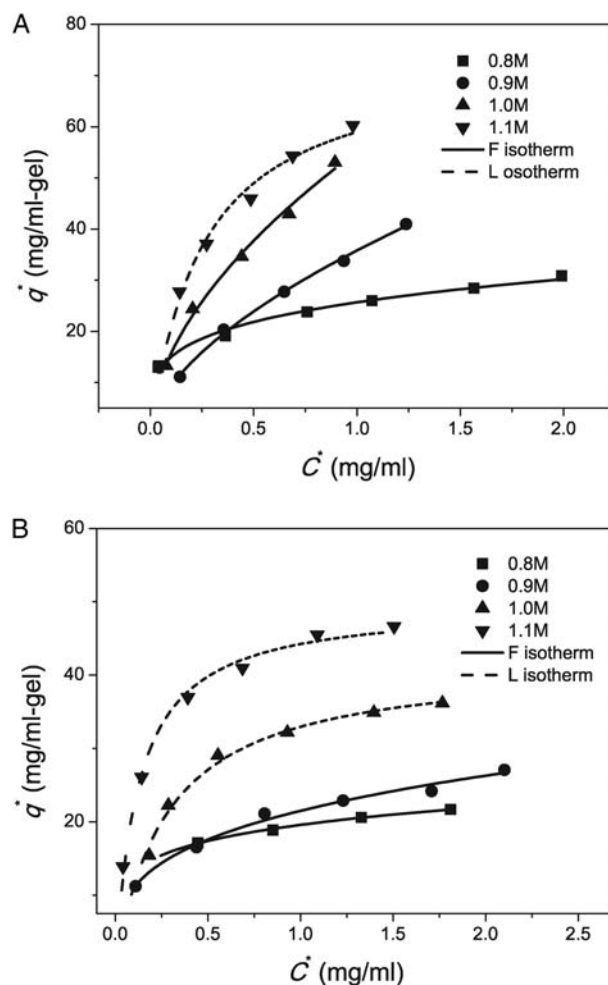 A
80
60
40
20
0.0 0.5 1.0 1.5 2.0
q* (mg/ml-gel)
C* (mg/ml)
0.8M
0.9M
1.0M
1.1M
F isotherm
L osotherm
B
60
40
20
0.0 0.5 1.0 1.5 2.0 2.5
q* (mg/ml-gel)
C* (mg/ml)
0.8M
0.9M
1.0M
1.1M
F isotherm
L isotherm